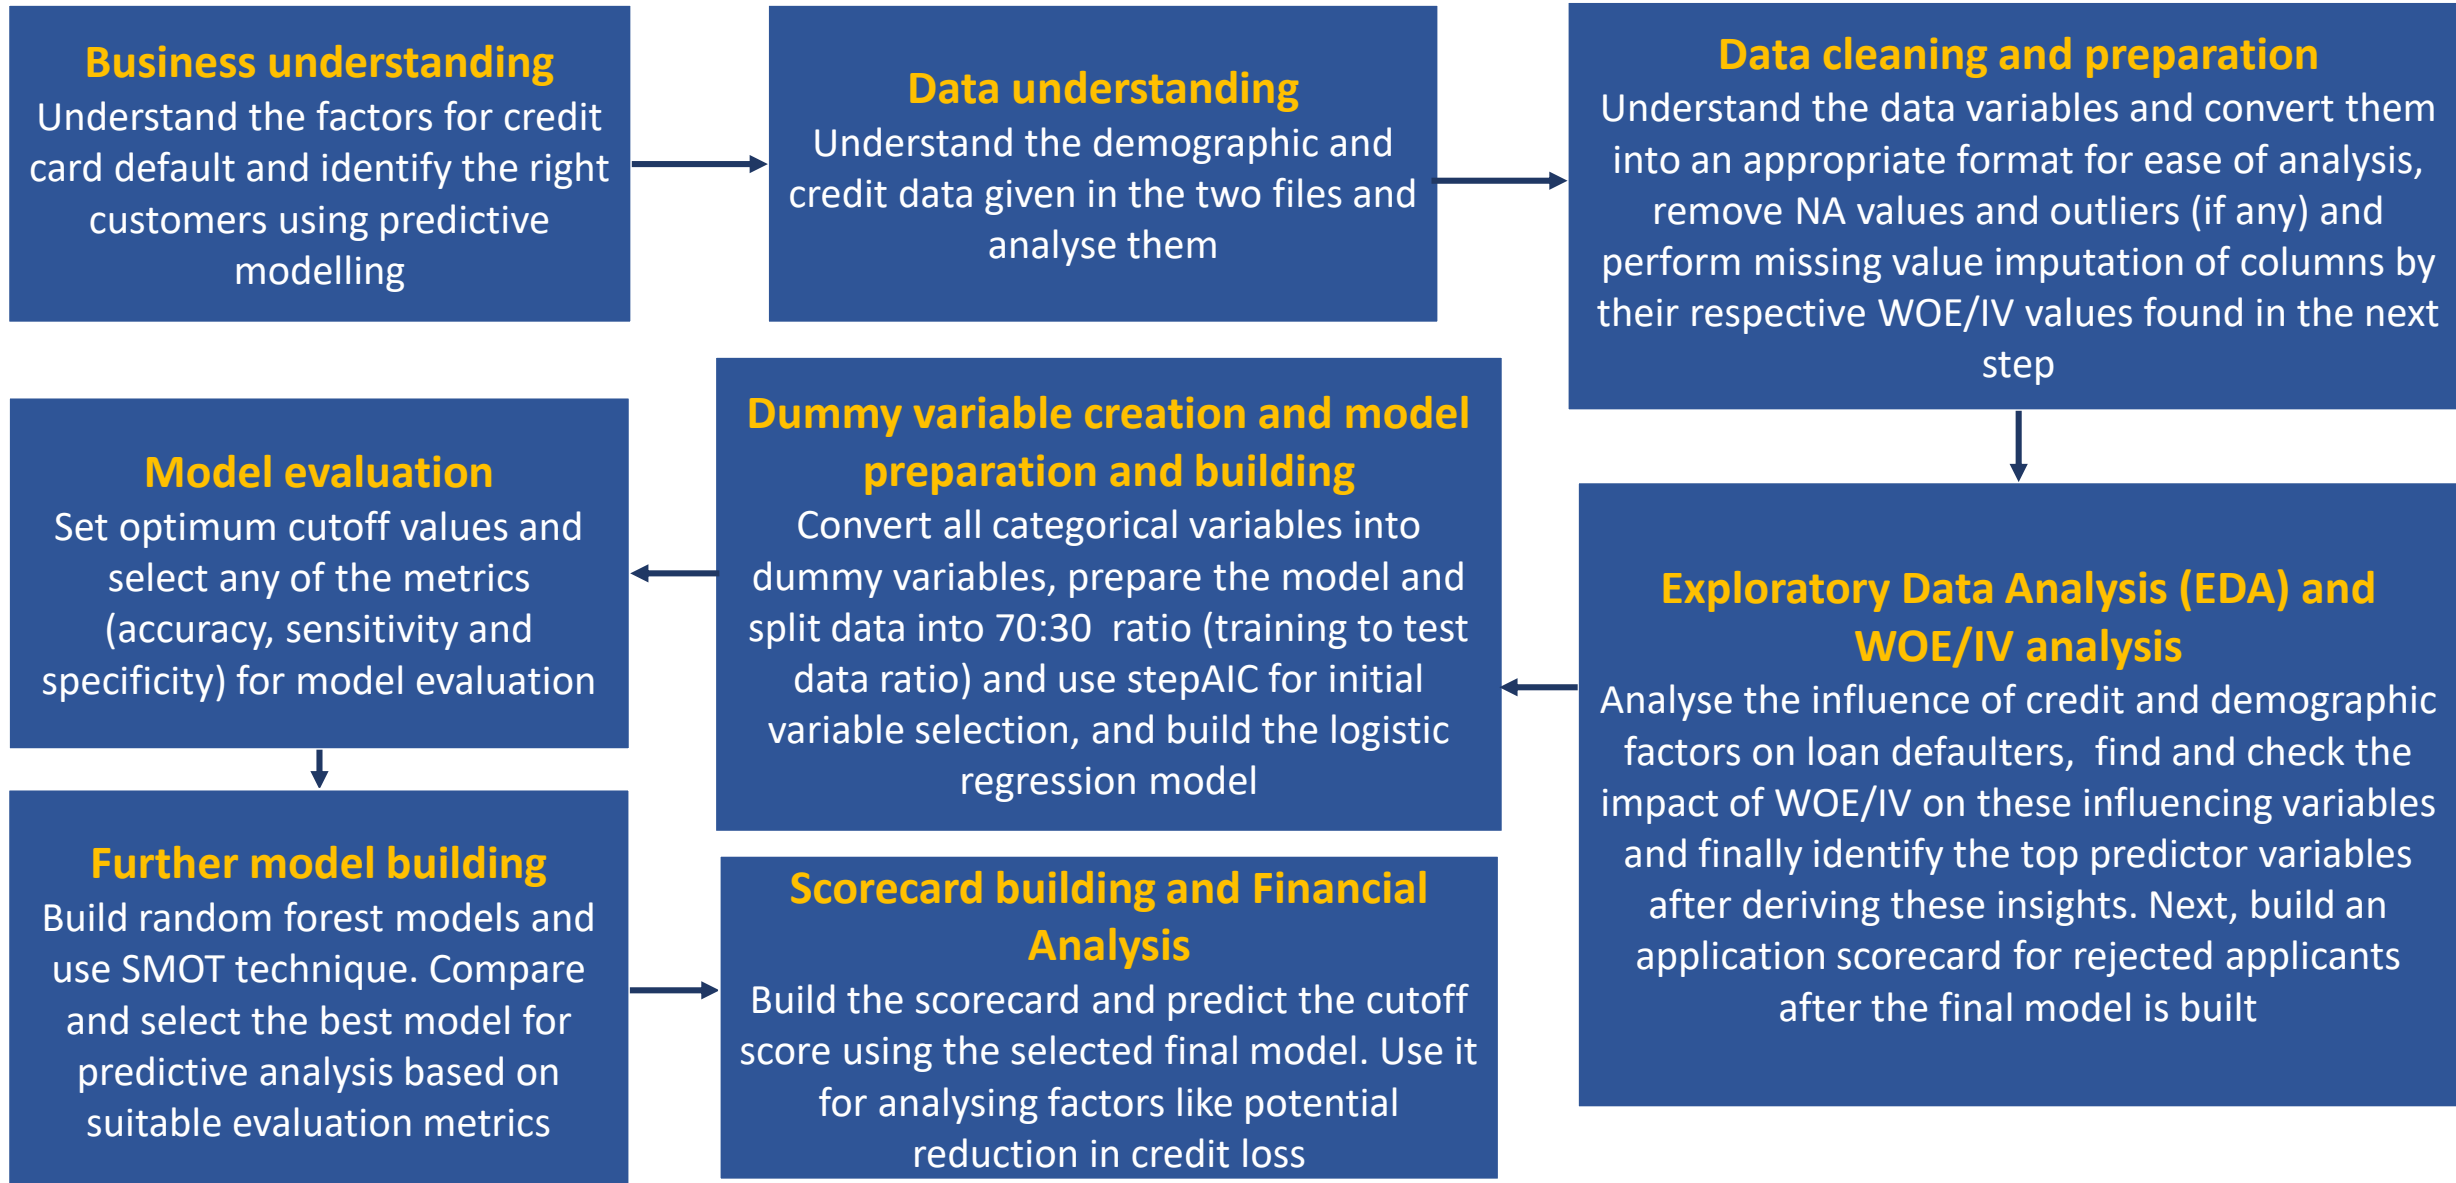 Business understanding
Understand the factors for credit
card default and identify the right
customers using predictive
modelling
Data understanding
Understand the demographic and
credit data given in the two files and
analyse them
Data cleaning and preparation
Understand the data variables and convert them
into an appropriate format for ease of analysis,
remove NA values and outliers (if any) and
perform missing value imputation of columns by
their respective WOE/IV values found in the next
step
Exploratory Data Analysis (EDA) and
WOE/IV analysis
Analyse the influence of credit and demographic
factors on loan defaulters, find and check the
impact of WOE/IV on these influencing variables
and finally identify the top predictor variables
after deriving these insights. Next, build an
application scorecard for rejected applicants
after the final model is built
Dummy variable creation and model
preparation and building
Convert all categorical variables into
dummy variables, prepare the model and
split data into 70:30 ratio (training to test
data ratio) and use stepAIC for initial
variable selection, and build the logistic
regression model
Model evaluation
Set optimum cutoff values and
select any of the metrics
(accuracy, sensitivity and
specificity) for model evaluation
Further model building
Build random forest models and
use SMOT technique. Compare
and select the best model for
predictive analysis based on
suitable evaluation metrics
Scorecard building and Financial
Analysis
Build the scorecard and predict the cutoff
score using the selected final model. Use it
for analysing factors like potential
reduction in credit loss